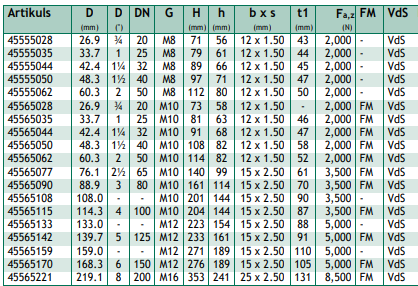 Artikuls D D DN G H h b x s t1 Fa,z FM VdS
(mm) (") (mm) (mm) (mm) (mm) (N)
45555028 26.9 ¾ 20 M8 71 56 12 x 1.50 43 2,000 - VdS
45555035 33.7 1 25 M8 79 61 12 x 1.50 44 2,000 - VdS
45555044 42.4 1¼ 32 M8 89 66 12 x 1.50 45 2,000 - VdS
45555050 48.3 1½ 40 M8 97 71 12 x 1.50 47 2,000 - VdS
45555062 60.3 2 50 M8 112 80 12 x 1.50 50 2,000 - VdS
45565028 26.9 ¾ 20 M10 73 58 12 x 1.50 - 2,000 FM VdS
45565035 33.7 1 25 M10 81 63 12 x 1.50 46 2,000 FM VdS
45565044 42.4 1¼ 32 M10 91 68 12 x 1.50 47 2,000 FM VdS
45565050 48.3 1½ 40 M10 108 82 12 x 1.50 58 2,000 FM VdS
45565062 60.3 2 50 M10 114 82 12 x 1.50 52 2,000 FM VdS
45565077 76.1 2½ 65 M10 140 99 15 x 2.50 61 3,500 FM VdS
45565090 88.9 3 80 M10 161 114 15 x 2.50 70 3,500 FM VdS
45565108 108.0 - - M10 201 144 15 x 2.50 90 3,500 - VdS
45565115 114.3 4 100 M10 204 144 15 x 2.50 87 3,500 FM VdS
45565133 133.0 - - M12 223 154 15 x 2.50 88 5,000 - VdS
45565142 139.7 5 125 M12 233 161 15 x 2.50 91 5,000 FM VdS
45565159 159.0 - - M12 271 189 15 x 2.50 110 5,000 - VdS
45565170 168.3 6 150 M12 276 189 15 x 2.50 105 5,000 FM VdS
45565221 219.1 8 200 M16 353 241 25 x 2.50 131 8,500 FM VdS